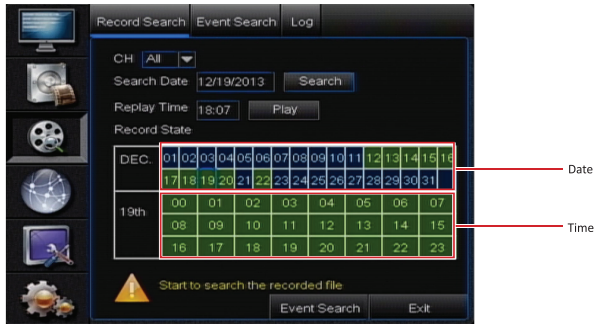 Record Search Event Search Log
CH All
Search Date 12/19/2013 Search
Replay Time 18:07 Play
Record State
DEC. 01 02 03 04 05 06 07 08 09 10 11 12 13 14 15 16
17 18 19 20 21 22 23 24 25 26 27 28 29 30 31
Date
19th 00 01 02 03 04 05 06 07
08 09 10 11 12 13 14 15
Time
16 17 18 19 20 21 22 23
Start to search the recorded file
Event Search Exit